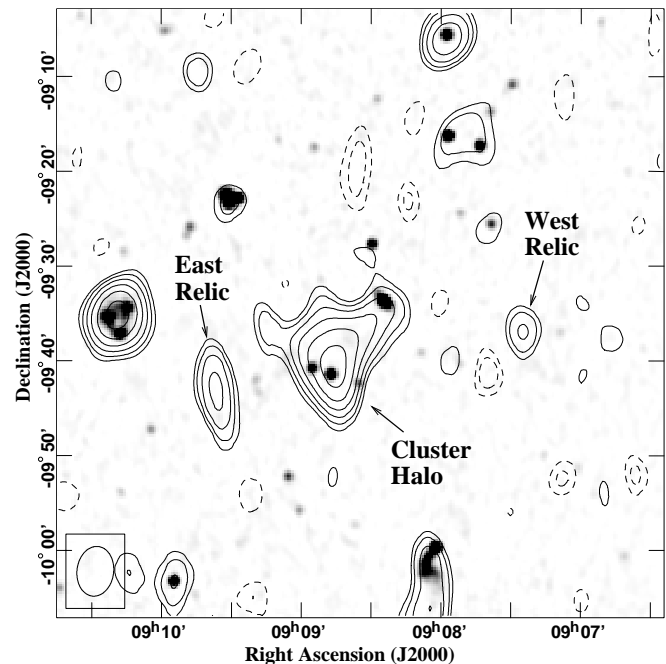 -09° 10'
-09° 20'
-09° 30'
-09° 40'
-09° 50'
-10° 00'
Declination (J2000)
East
Relic
West
Relic
Cluster
Halo
09ʰ10'
09ʰ09'
09ʰ08'
09ʰ07'
Right Ascension (J2000)